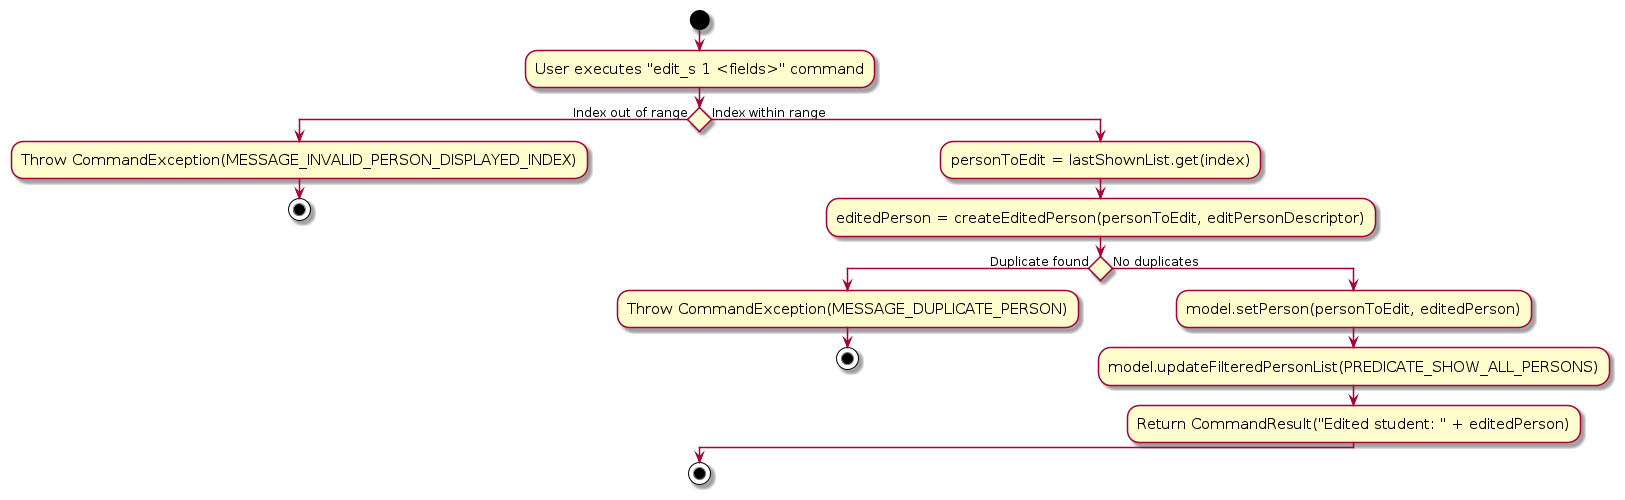 User executes "edit_s 1 <fields>" command
Index out of range
Index within range
Throw CommandException(MESSAGE_INVALID_PERSON_DISPLAYED_INDEX)
personToEdit = lastShownList.get(index)
editedPerson = createEditedPerson(personToEdit, editPersonDescriptor)
Duplicate found
No duplicates
Throw CommandException(MESSAGE_DUPLICATE_PERSON)
model.setPerson(personToEdit, editedPerson)
model.updateFilteredPersonList(PREDICATE_SHOW_ALL_PERSONS)
Return CommandResult("Edited student: " + editedPerson)